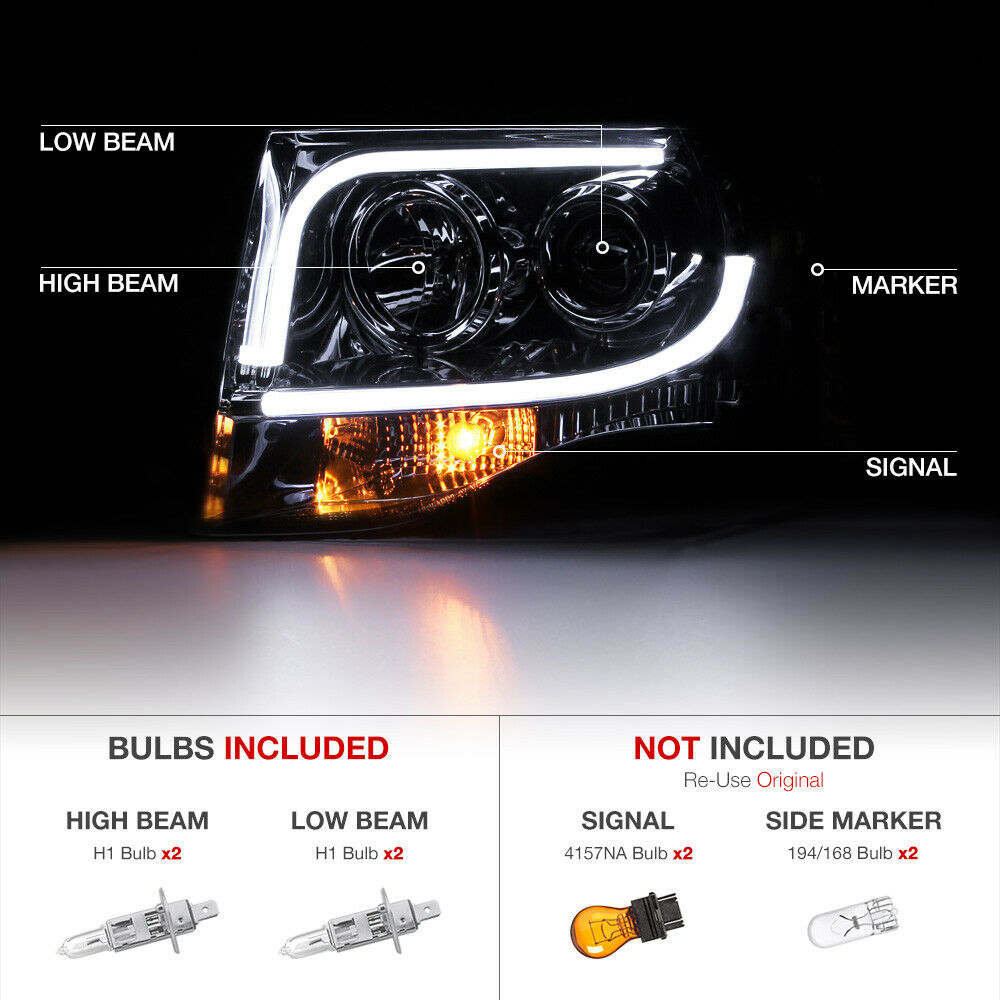 LOW BEAM
HIGH BEAM
MARKER
SIGNAL
BULBS INCLUDED
NOT INCLUDED
Re-Use Original
HIGH BEAM
H1 Bulb x2
LOW BEAM
H1 Bulb x2
SIGNAL
4157NA Bulb x2
SIDE MARKER
194/168 Bulb x2